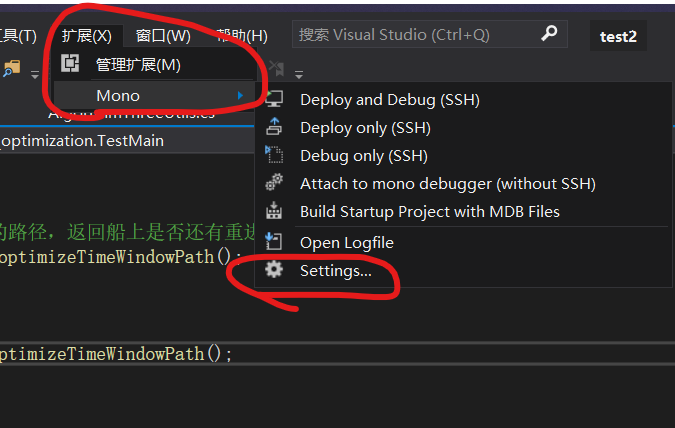 具(T) 扩展(X) 窗口(W) 帮助(H) 搜索 Visual Studio (Ctrl+Q) test2
管理扩展(M)
Mono
Deploy and Debug (SSH)
Deploy only (SSH)
Debug only (SSH)
Attach to mono debugger (without SSH)
Build Startup Project with MDB Files
Open Logfile
Settings...
AlgorithmThreeUtils.cs
_optimization.TestMain
的路径，返回船上是否还有重进
optimizeTimeWindowPath();
ptimizeTimeWindowPath();